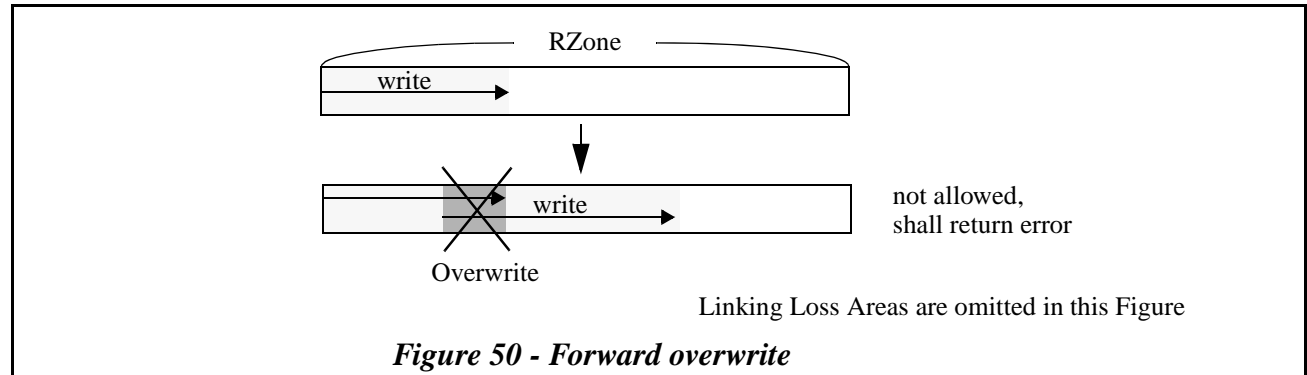 RZone
write
write
not allowed,
shall return error
Overwrite
Linking Loss Areas are omitted in this Figure
Figure 50 - Forward overwrite